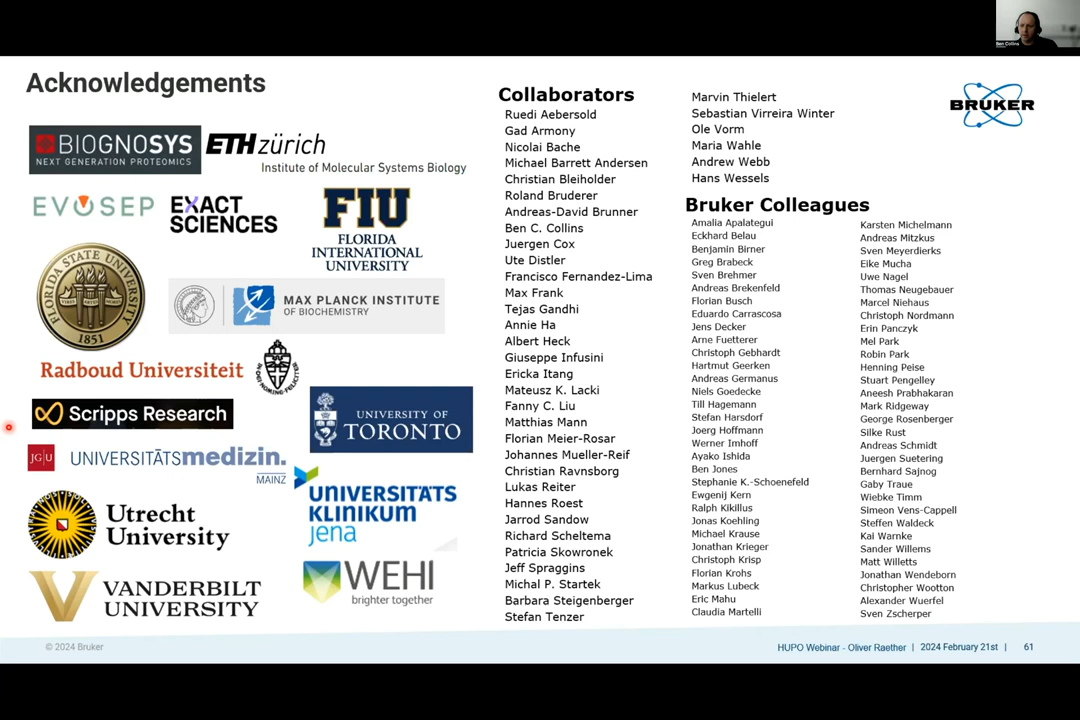 Ben Collins
Acknowledgements
BIOGNOSYS
NEXT GENERATION PROTEOMICS
ETH zürich
Institute of Molecular Systems Biology
EVOSEP
EXACT
SCIENCES
FIU
FLORIDA
INTERNATIONAL
UNIVERSITY
FLORIDA STATE UNIVERSITY
1851
MAX PLANCK INSTITUTE
OF BIOCHEMISTRY
Radboud Universiteit
Scripps Research
UNIVERSITY OF
TORONTO
JG|U
UNIVERSITÄTSmedizin.
MAINZ
UNIVERSITÄTS
KLINIKUM
jena
Utrecht
University
VANDERBILT
UNIVERSITY
WEHI
brighter together
Collaborators
Ruedi Aebersold
Gad Armony
Nicolai Bache
Michael Barrett Andersen
Christian Bleiholder
Roland Bruderer
Andreas-David Brunner
Ben C. Collins
Juergen Cox
Ute Distler
Francisco Fernandez-Lima
Max Frank
Tejas Gandhi
Annie Ha
Albert Heck
Giuseppe Infusini
Ericka Itang
Mateusz K. Lacki
Fanny C. Liu
Matthias Mann
Florian Meier-Rosar
Johannes Mueller-Reif
Christian Ravnsborg
Lukas Reiter
Hannes Roest
Jarrod Sandow
Richard Scheltema
Patricia Skowronek
Jeff Spraggins
Michal P. Startek
Barbara Steigenberger
Stefan Tenzer
Marvin Thielert
Sebastian Virreira Winter
Ole Vorm
Maria Wahle
Andrew Webb
Hans Wessels
BRUKER
Bruker Colleagues
Amalia Apalategui
Eckhard Belau
Benjamin Birner
Greg Brabeck
Sven Brehmer
Andreas Brekenfeld
Florian Busch
Eduardo Carrascosa
Jens Decker
Arne Fuetterer
Christoph Gebhardt
Hartmut Geerken
Andreas Germanus
Niels Goedecke
Till Hagemann
Stefan Harsdorf
Joerg Hoffmann
Werner Imhoff
Ayako Ishida
Ben Jones
Stephanie K.-Schoenefeld
Ewgenij Kern
Ralph Kikillus
Jonas Koehling
Michael Krause
Jonathan Krieger
Christoph Krisp
Florian Krohs
Markus Lubeck
Eric Mahu
Claudia Martelli
Karsten Michelmann
Andreas Mitzkus
Sven Meyerdierks
Eike Mucha
Uwe Nagel
Thomas Neugebauer
Marcel Niehaus
Christoph Nordmann
Erin Panczyk
Mel Park
Robin Park
Henning Peise
Stuart Pengelley
Aneesh Prabhakaran
Mark Ridgeway
George Rosenberger
Silke Rust
Andreas Schmidt
Juergen Suetering
Bernhard Sajnog
Gaby Traue
Wiebke Timm
Simeon Vens-Cappell
Steffen Waldeck
Kai Warnke
Sander Willems
Matt Willetts
Jonathan Wendeborn
Christopher Wootton
Alexander Wuerfel
Sven Zscherper
© 2024 Bruker
HUPO Webinar - Oliver Raether | 2024 February 21st | 61